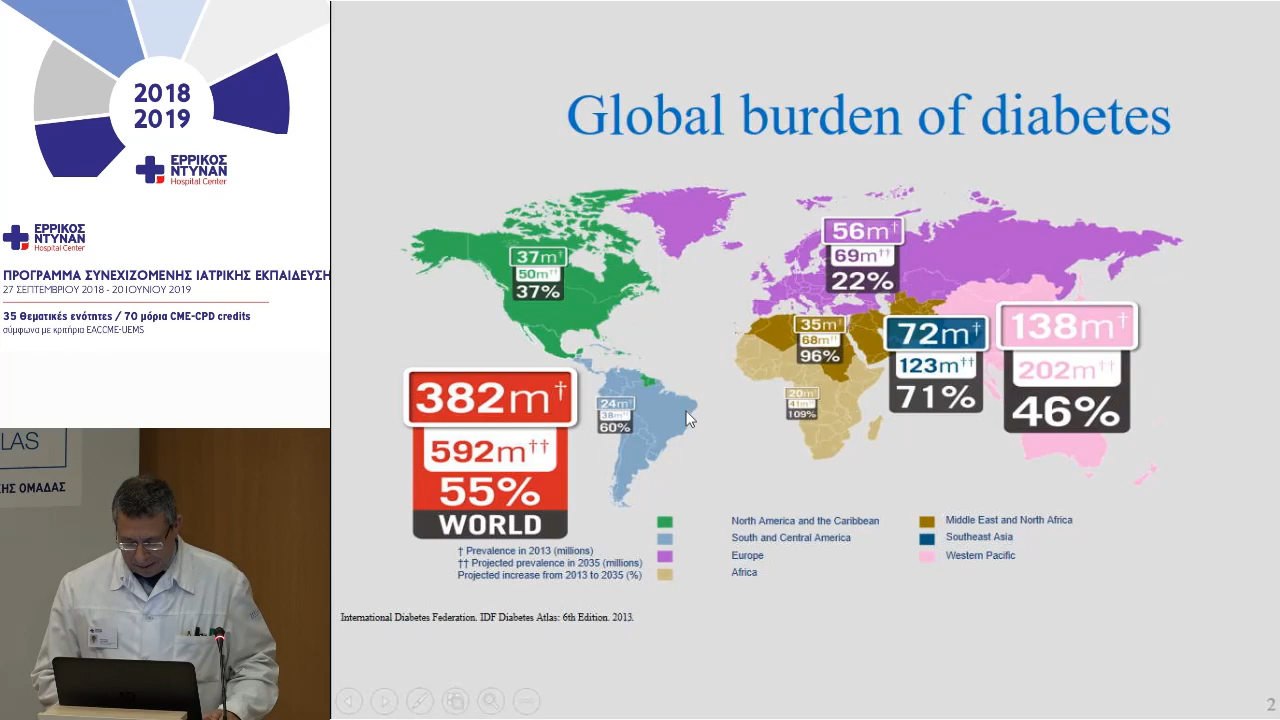 2018
2019
ΕΡΡΙΚΟΣ
ΝΤΥΝΑΝ
Hospital Center
ΕΡΡΙΚΟΣ
ΝΤΥΝΑΝ
Hospital Center
ΠΡΟΓΡΑΜΜΑ ΣΥΝΕΧΙΖΟΜΕΝΗΣ ΙΑΤΡΙΚΗΣ ΕΚΠΑΙΔΕΥΣΗ
27 ΣΕΠΤΕΜΒΡΙΟΥ 2018 - 20 ΙΟΥΝΙΟΥ 2019
35 θεματικές ενότητες / 70 μόρια CME-CPD credits
σύμφωνα με κριτήρια EACCME-UEMS
LAS
ΗΣ ΟΜΑΔΑΣ
Global burden of diabetes
37m†
50m††
37%
56m†
69m††
22%
35m†
68m††
96%
72m†
123m††
71%
138m†
202m††
46%
382m†
592m††
55%
WORLD
24m†
38m††
60%
20m†
41m††
109%
† Prevalence in 2013 (millions)
†† Projected prevalence in 2035 (millions)
Projected increase from 2013 to 2035 (%)
North America and the Caribbean
South and Central America
Europe
Africa
Middle East and North Africa
Southeast Asia
Western Pacific
International Diabetes Federation. IDF Diabetes Atlas: 6th Edition. 2013.
2